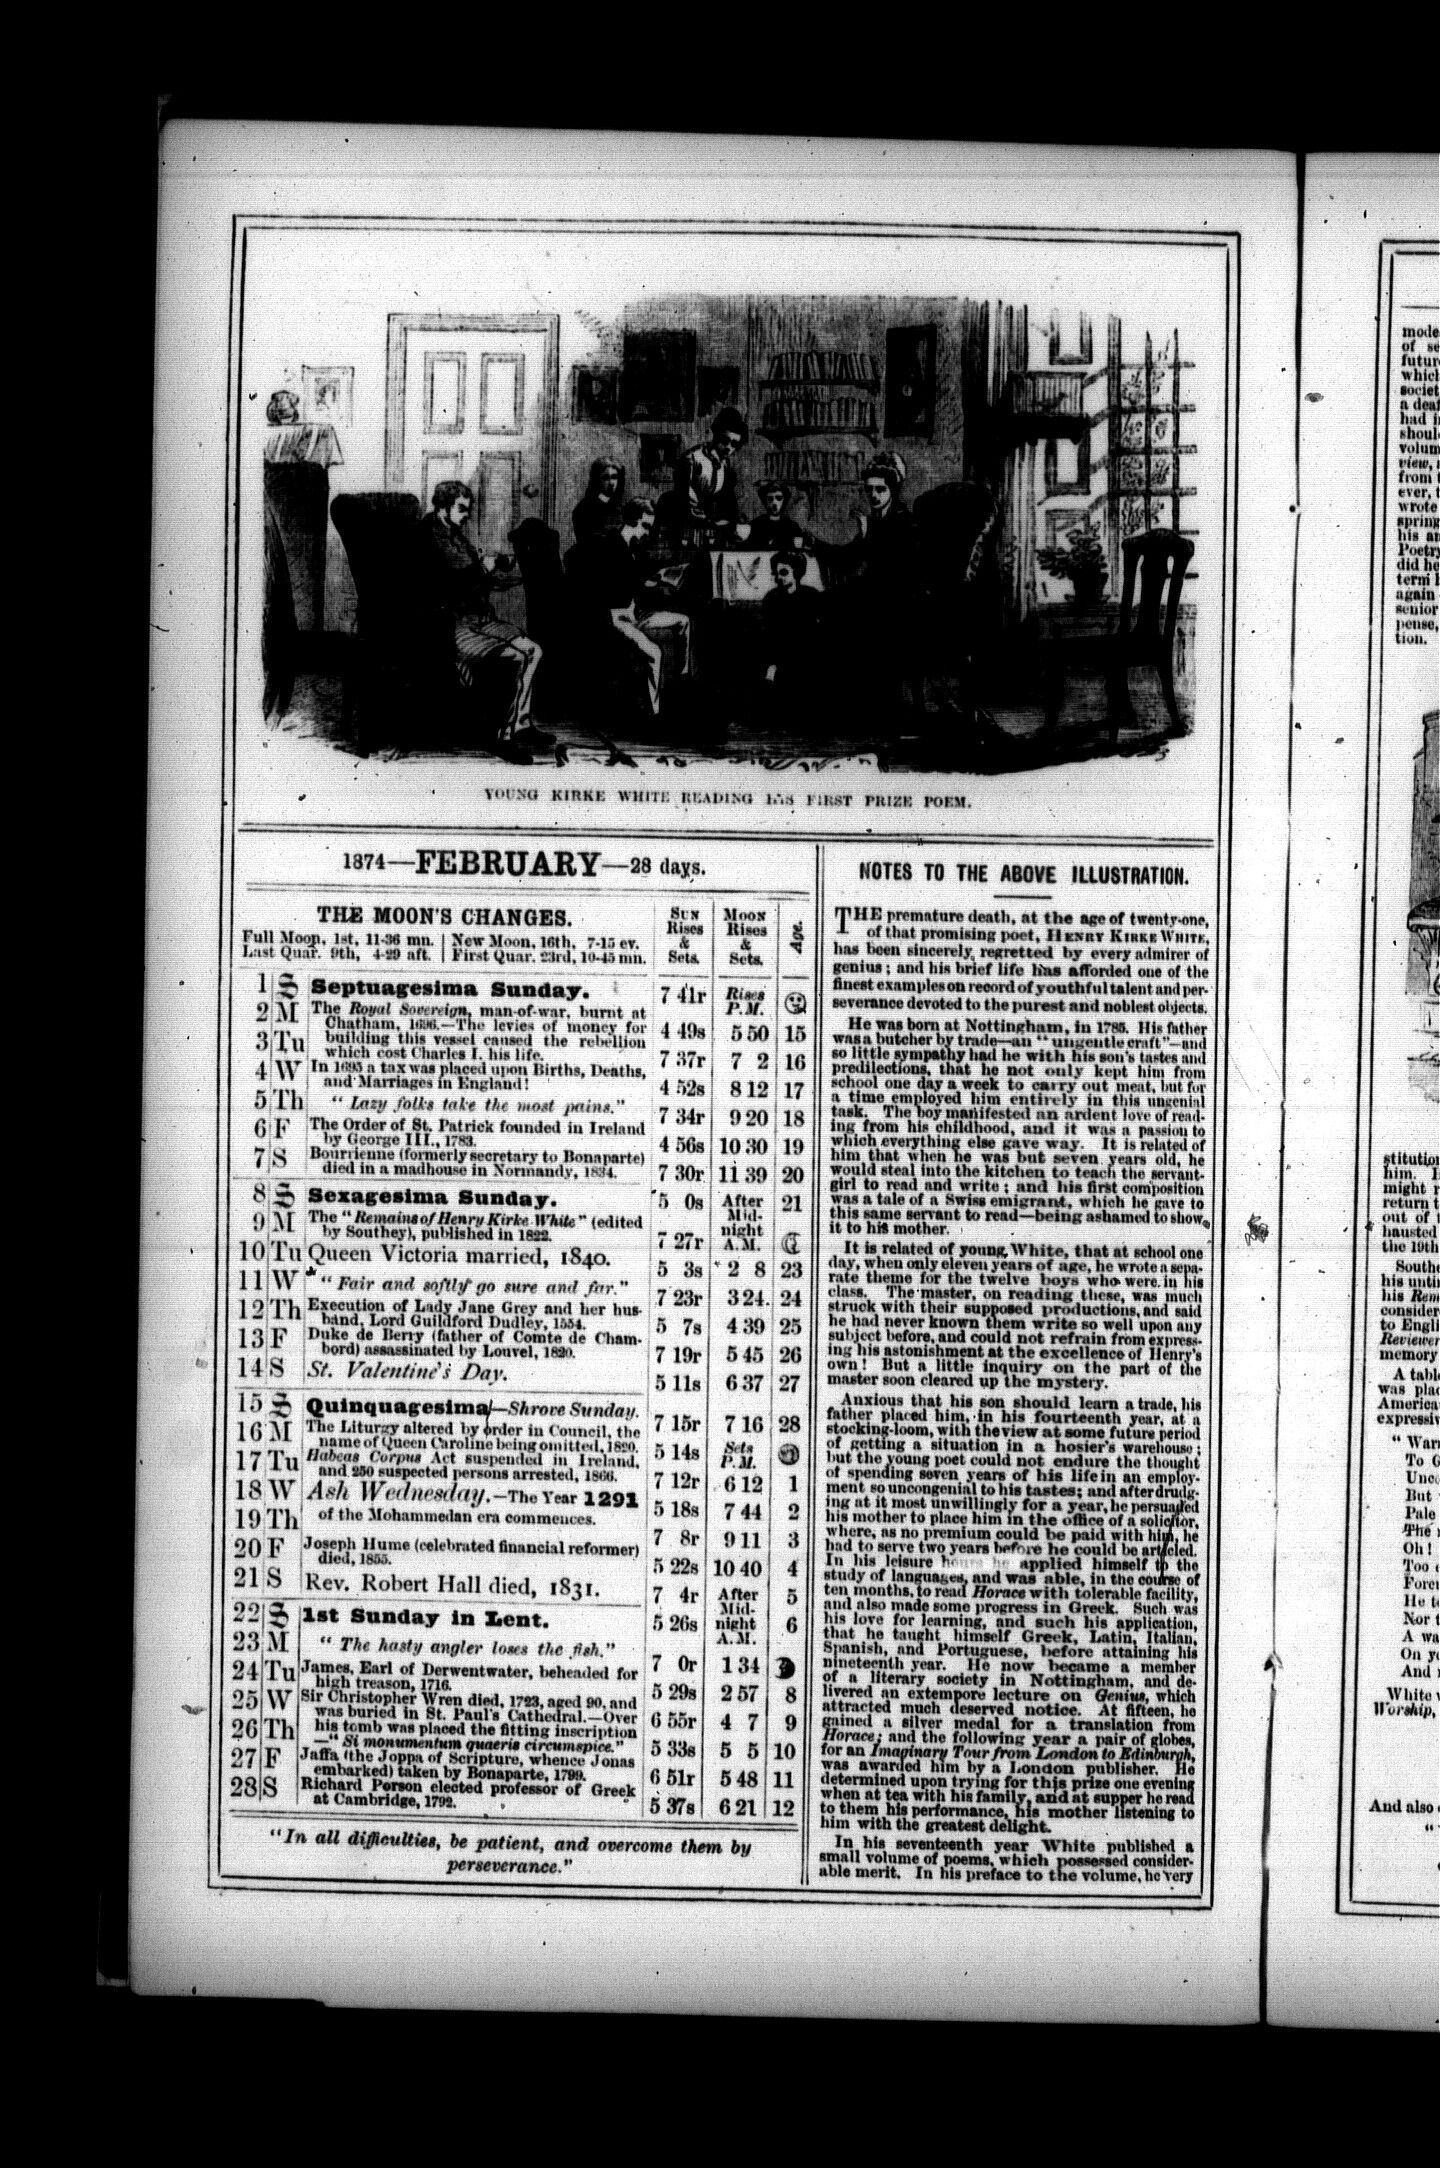 YOUNG KIRKE WHITE READING HIS FIRST PRIZE POEM.
1874—FEBRUARY—28 days.
THE MOON'S CHANGES.
Full Moon, 1st, 11-36 mn. | New Moon, 16th, 7-15 ev.
Last Quar. 9th, 4-29 aft. | First Quar. 23rd, 10-45 mn.
Sun Rises & Sets.
Moon Rises & Sets.
Age.
1 S Septuagesima Sunday. 7 41r Rises P.M.
2 M The Royal Sovereign, man-of-war, burnt at 4 49s 5 50 15
Chatham, 1696.—The levies of money for
3 Tu building this vessel caused the rebellion 7 37r 7 2 16
which cost Charles I. his life.
4 W In 1695 a tax was placed upon Births, Deaths, 4 52s 8 12 17
and Marriages in England!
5 Th "Lazy folks take the most pains." 7 34r 9 20 18
6 F The Order of St. Patrick founded in Ireland 4 56s 10 30 19
by George III., 1783.
7 S Bourrienne (formerly secretary to Bonaparte) 7 30r 11 39 20
died in a madhouse in Normandy, 1834.
8 S Sexagesima Sunday. 5 0s After 21
9 M The "Remains of Henry Kirke White" (edited 7 27r Midnight A.M.
by Southey), published in 1822.
10 Tu Queen Victoria married, 1840. 5 3s 2 8 23
11 W "Fair and softly go sure and far." 7 23r 3 24 24
12 Th Execution of Lady Jane Grey and her hus- 5 7s 4 39 25
band, Lord Guildford Dudley, 1554.
13 F Duke de Berry (father of Comte de Cham- 7 19r 5 45 26
bord) assassinated by Louvel, 1820.
14 S St. Valentine's Day. 5 11s 6 37 27
15 S Quinquagesima—Shrove Sunday. 7 15r 7 16 28
16 M The Liturgy altered by order in Council, the 5 14s Sets P.M.
name of Queen Caroline being omitted, 1820.
17 Tu Habeas Corpus Act suspended in Ireland, 7 12r 6 12 1
and 250 suspected persons arrested, 1866.
18 W Ash Wednesday.—The Year 1291 5 18s 7 44 2
19 Th of the Mohammedan era commences. 7 8r 9 11 3
20 F Joseph Hume (celebrated financial reformer) 5 22s 10 40 4
died, 1855.
21 S Rev. Robert Hall died, 1831. 7 4r After 5
22 S 1st Sunday in Lent. 5 26s Midnight A.M. 6
23 M "The hasty angler loses the fish." 7 0r 1 34
24 Tu James, Earl of Derwentwater, beheaded for 5 29s 2 57 8
high treason, 1716.
25 W Sir Christopher Wren died, 1723, aged 90, and 6 55r 4 7 9
was buried in St. Paul's Cathedral.—Over
26 Th his tomb was placed the fitting inscription 5 33s 5 5 10
—"Si monumentum quæris circumspice."
27 F Jaffa (the Joppa of Scripture, whence Jonas 6 51r 5 48 11
embarked) taken by Bonaparte, 1799.
28 S Richard Porson elected professor of Greek 5 37s 6 21 12
at Cambridge, 1792.
"In all difficulties, be patient, and overcome them by
perseverance."
NOTES TO THE ABOVE ILLUSTRATION.
THE premature death, at the age of twenty-one,
of that promising poet, HENRY KIRKE WHITE,
has been sincerely regretted by every admirer of
genius; and his brief life has afforded one of the
finest examples on record of youthful talent and per-
severance devoted to the purest and noblest objects.
He was born at Nottingham, in 1785. His father
was a butcher by trade—an "ungentle craft"—and
so little sympathy had he with his son's tastes and
predilections, that he not only kept him from
school one day a week to carry out meat, but for
a time employed him entirely in this ungenial
task. The boy manifested an ardent love of read-
ing from his childhood, and it was a passion to
which everything else gave way. It is related of
him that when he was but seven years old, he
would steal into the kitchen to teach the servant-
girl to read and write; and his first composition
was a tale of a Swiss emigrant, which he gave to
this same servant to read—being ashamed to show
it to his mother.
It is related of young White, that at school one
day, when only eleven years of age, he wrote a sepa-
rate theme for the twelve boys who were in his
class. The master, on reading these, was much
struck with their supposed productions, and said
he had never known them write so well upon any
subject before, and could not refrain from express-
ing his astonishment at the excellence of Henry's
own! But a little inquiry on the part of the
master soon cleared up the mystery.
Anxious that his son should learn a trade, his
father placed him, in his fourteenth year, at a
stocking-loom, with the view at some future period
of getting a situation in a hosier's warehouse;
but the young poet could not endure the thought
of spending seven years of his life in an employ-
ment so uncongenial to his tastes; and after drudg-
ing at it most unwillingly for a year, he persuaded
his mother to place him in the office of a solicitor,
where, as no premium could be paid with him, he
had to serve two years before he could be articled.
In his leisure hours he applied himself to the
study of languages, and was able, in the course of
ten months, to read Horace with tolerable facility,
and also made some progress in Greek. Such was
his love for learning, and such his application,
that he taught himself Greek, Latin, Italian,
Spanish, and Portuguese, before attaining his
nineteenth year. He now became a member
of a literary society in Nottingham, and de-
livered an extempore lecture on Genius, which
attracted much deserved notice. At fifteen, he
gained a silver medal for a translation from
Horace; and the following year a pair of globes,
for an Imaginary Tour from London to Edinburgh,
was awarded him by a London publisher. He
determined upon trying for this prize one evening
when at tea with his family, and at supper he read
to them his performance, his mother listening to
him with the greatest delight.
In his seventeenth year White published a
small volume of poems, which possessed consider-
able merit. In his preface to the volume, he very